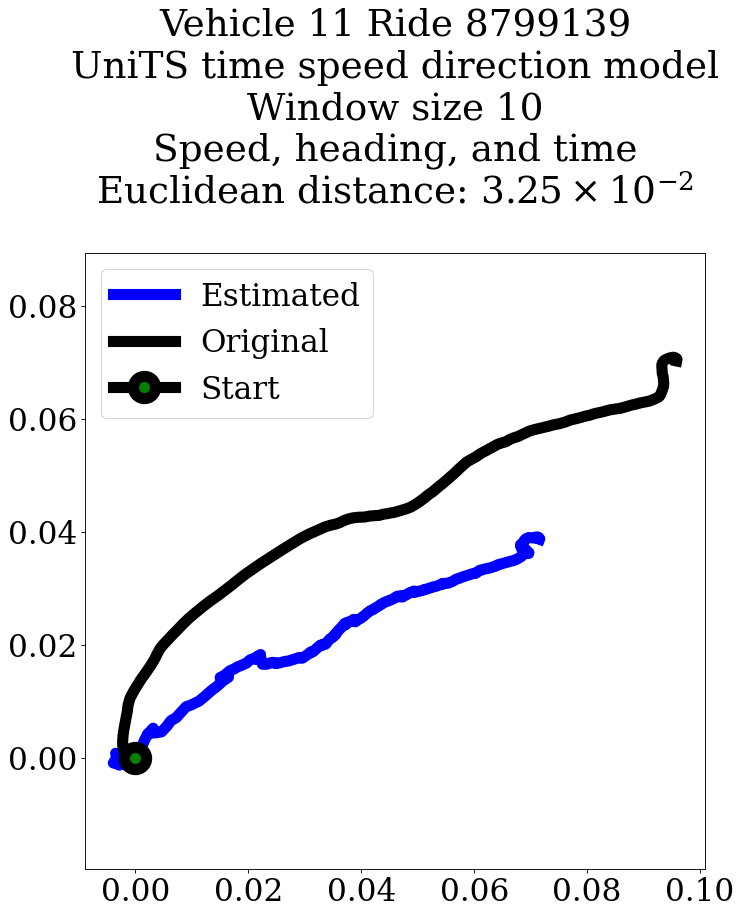 Vehicle 11 Ride 8799139
UniTS time speed direction model
Window size 10
Speed, heading, and time
Euclidean distance: 3.25 × 10⁻²
Estimated
Original
Start
0.08
0.06
0.04
0.02
0.00
0.00 0.02 0.04 0.06 0.08 0.10